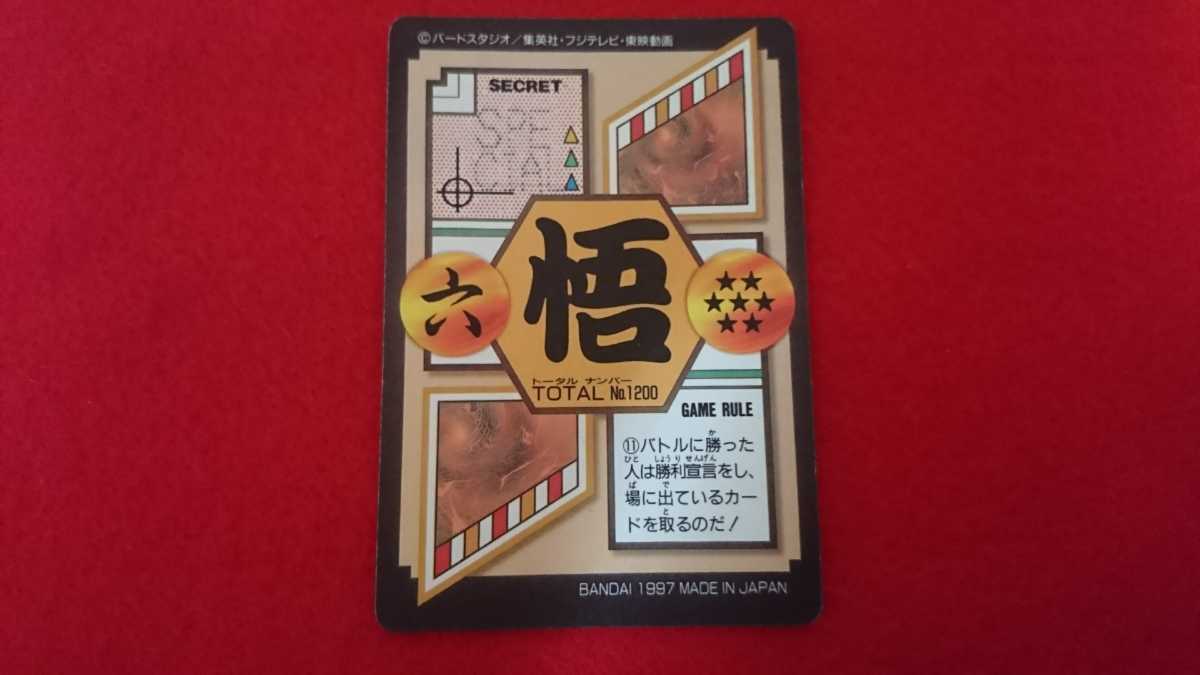 ©バードスタジオ／集英社・フジテレビ・東映動画
SECRET
SPE
CIAL
六
悟
トータル ナンバー
TOTAL №1200
GAME RULE
⑪バトルに勝った
人は勝利宣言をし、
場に出ているカー
ドを取るのだ！
BANDAI 1997 MADE IN JAPAN